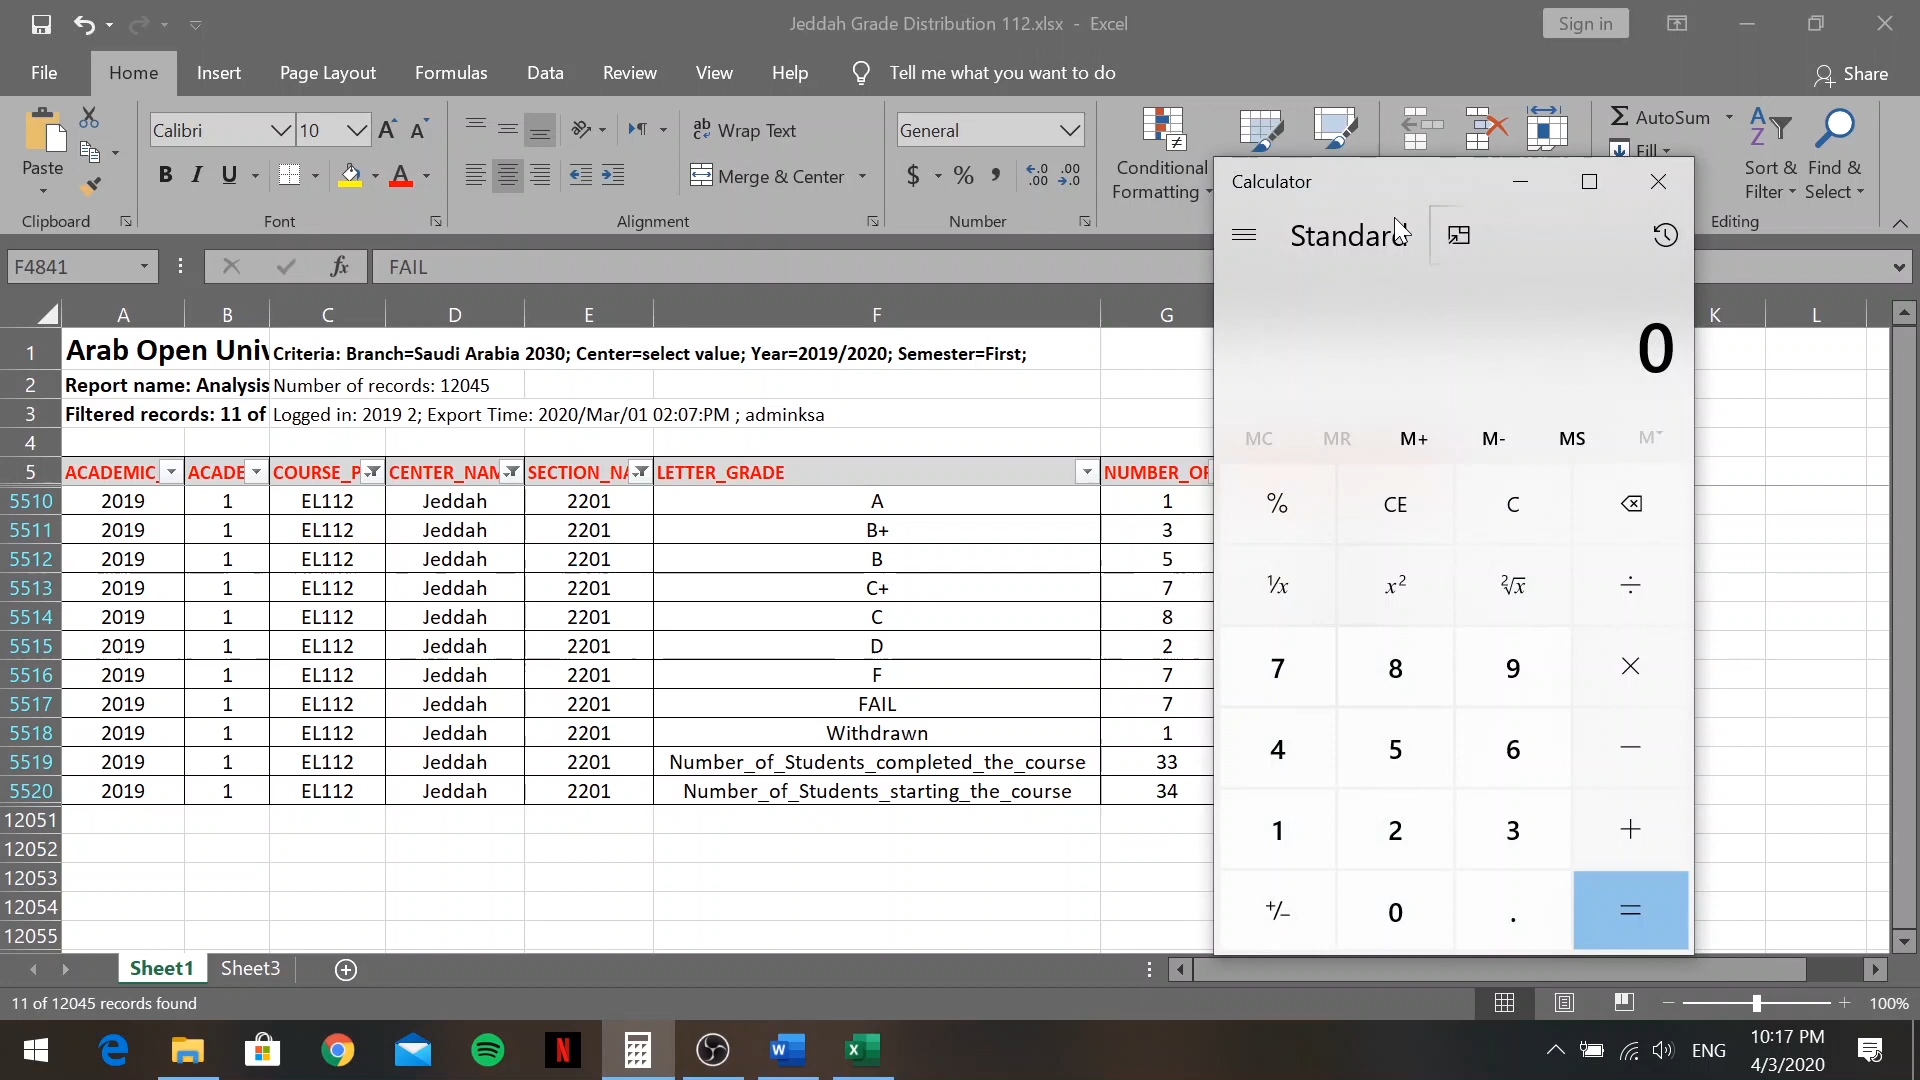 Jeddah Grade Distribution 112.xlsx - Excel
Sign in
File Home Insert Page Layout Formulas Data Review View Help Tell me what you want to do Share
Paste
Clipboard
Calibri 10
B I U
Font
Wrap Text
Merge & Center
Alignment
General
$ % ,
Number
Conditional
Formatting
AutoSum
Fill
Sort &
Filter
Find &
Select
Editing
F4841 fx FAIL
A B C D E F G K L
1 Arab Open Univ Criteria: Branch=Saudi Arabia 2030; Center=select value; Year=2019/2020; Semester=First;
2 Report name: Analysis Number of records: 12045
3 Filtered records: 11 of Logged in: 2019 2; Export Time: 2020/Mar/01 02:07:PM ; adminksa
4
5 ACADEMIC_ ACADE COURSE_P CENTER_NAM SECTION_NA LETTER_GRADE NUMBER_OF
5510 2019 1 EL112 Jeddah 2201 A 1
5511 2019 1 EL112 Jeddah 2201 B+ 3
5512 2019 1 EL112 Jeddah 2201 B 5
5513 2019 1 EL112 Jeddah 2201 C+ 7
5514 2019 1 EL112 Jeddah 2201 C 8
5515 2019 1 EL112 Jeddah 2201 D 2
5516 2019 1 EL112 Jeddah 2201 F 7
5517 2019 1 EL112 Jeddah 2201 FAIL 7
5518 2019 1 EL112 Jeddah 2201 Withdrawn 1
5519 2019 1 EL112 Jeddah 2201 Number_of_Students_completed_the_course 33
5520 2019 1 EL112 Jeddah 2201 Number_of_Students_starting_the_course 34
12051
12052
12053
12054
12055
Calculator
Standard
0
MC MR M+ M- MS M
% CE C
1/x x² ²√x ÷
7 8 9 ×
4 5 6 −
1 2 3 +
+/− 0 . =
Sheet1 Sheet3
11 of 12045 records found
100%
ENG
10:17 PM
4/3/2020